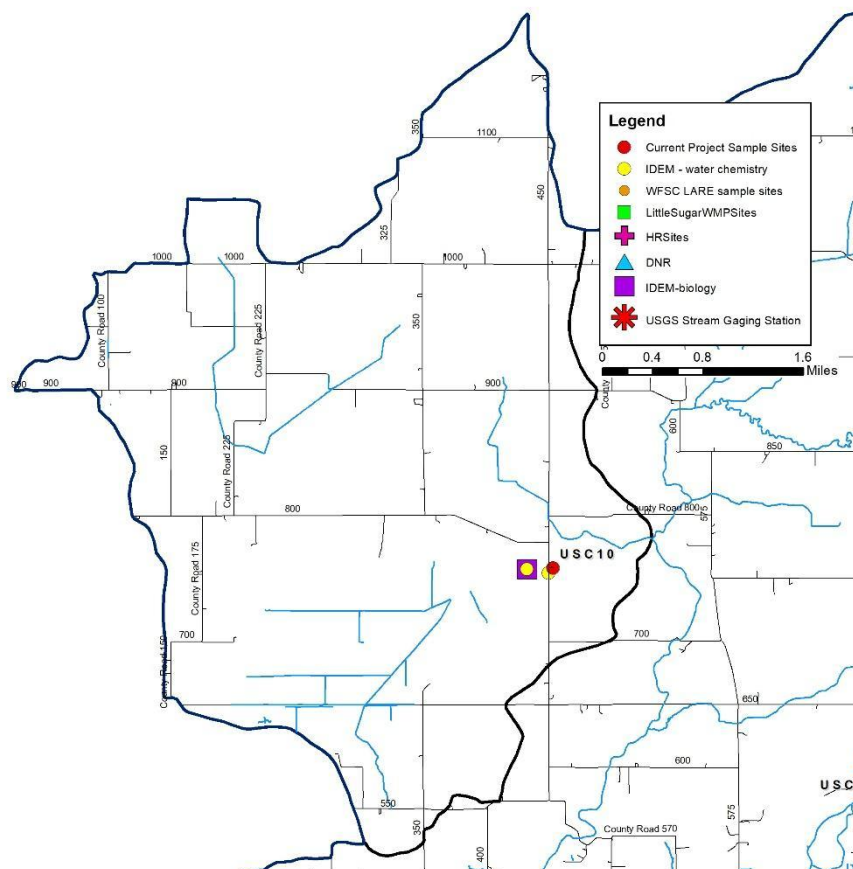 350
1100
450
Legend
Current Project Sample Sites
IDEM - water chemistry
WFSC LARE sample sites
LittleSugarWMPSites
HRSites
DNR
IDEM-biology
USGS Stream Gaging Station
325
1000
1000
1000
County Road 100
County Road 225
350
0 0.4 0.8 1.6
Miles
900
800
900
County
600
850
150
County Road 225
800
County Road 800
575
USC10
County Road 175
700
700
County Road 150
650
600
USC
550
350
575
County Road 570
400